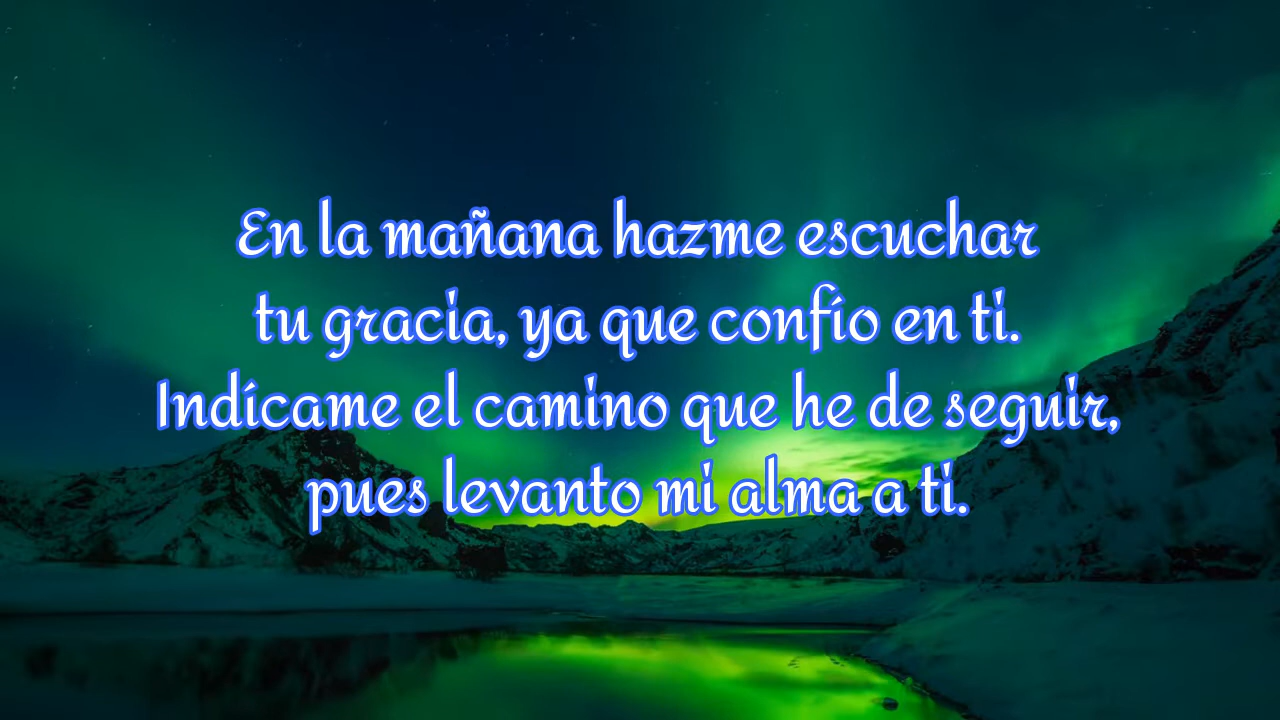 En la mañana hazme escuchar
tu gracia, ya que confío en ti.
Indícame el camino que he de seguir,
pues levanto mi alma a ti.